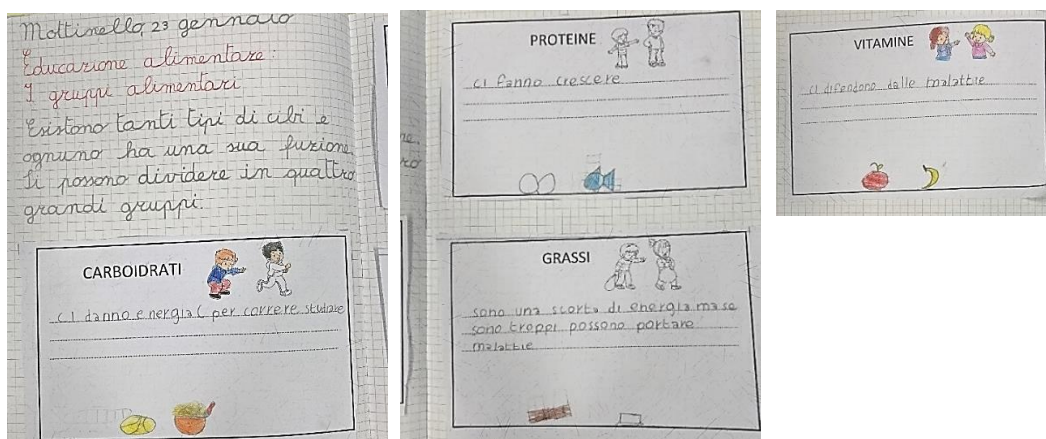 Mottinello, 23 gennaio
Educazione alimentare:
I gruppi alimentari
Esistono tanti tipi di cibi e
ognuno ha una sua funzione
Si possono dividere in quattro
grandi gruppi:
CARBOIDRATI
ci danno energia ( per correre studiare
PROTEINE
ci fanno crescere
GRASSI
sono una scorta di energia ma se
sono troppi possono portare
malattie
VITAMINE
ci difendono dalle malattie